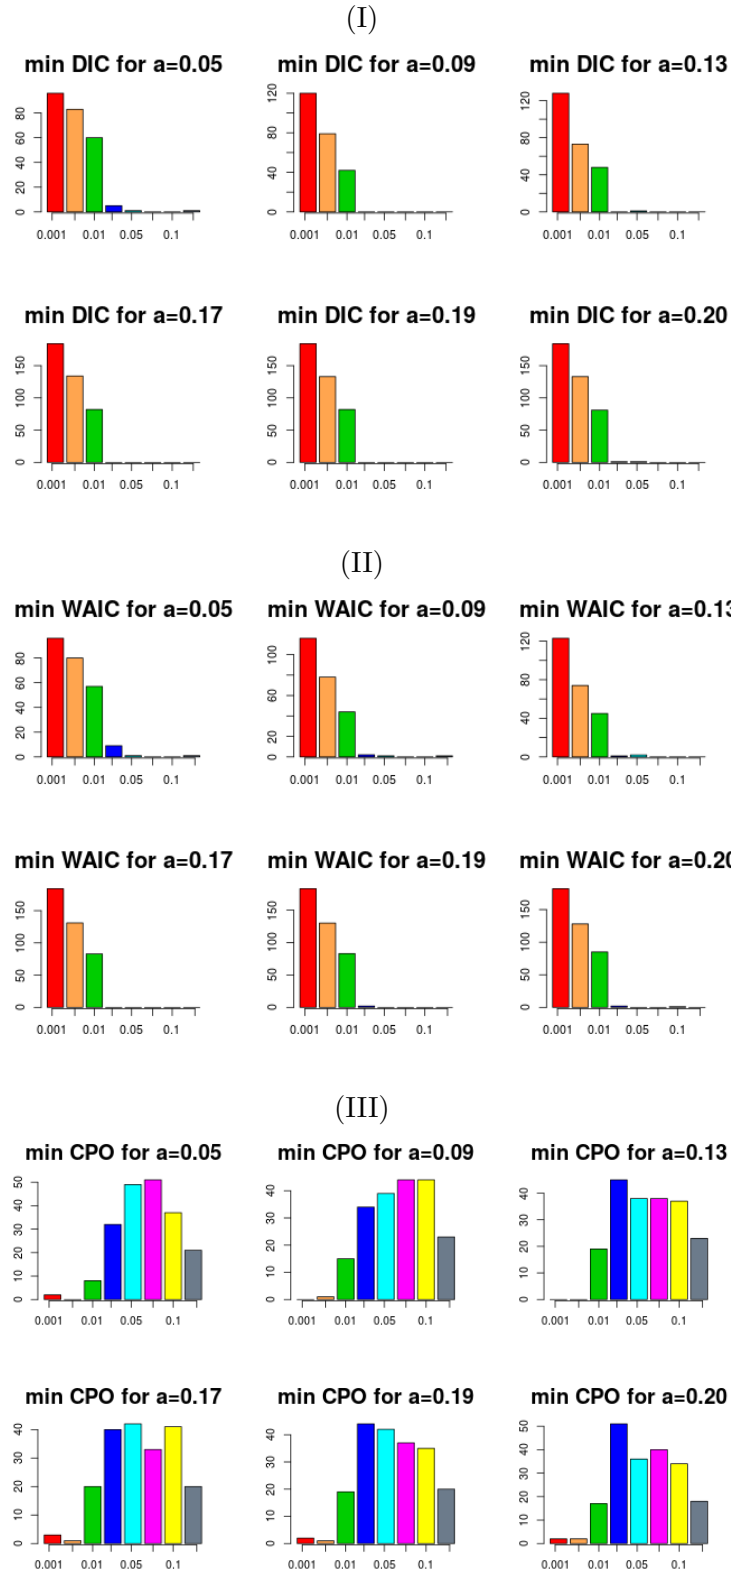 (I)
min DIC for a=0.05 min DIC for a=0.09 min DIC for a=0.13
0 20 40 60 80 0 40 80 120 0 40 80 120
0.001 0.01 0.05 0.1 0.001 0.01 0.05 0.1 0.001 0.01 0.05 0.1
min DIC for a=0.17 min DIC for a=0.19 min DIC for a=0.20
0 50 100 150 0 50 100 150 0 50 100 150
0.001 0.01 0.05 0.1 0.001 0.01 0.05 0.1 0.001 0.01 0.05 0.1
(II)
min WAIC for a=0.05 min WAIC for a=0.09 min WAIC for a=0.13
0 20 40 60 80 0 20 60 100 0 40 80 120
0.001 0.01 0.05 0.1 0.001 0.01 0.05 0.1 0.001 0.01 0.05 0.1
min WAIC for a=0.17 min WAIC for a=0.19 min WAIC for a=0.20
0 50 100 150 0 50 100 150 0 50 100 150
0.001 0.01 0.05 0.1 0.001 0.01 0.05 0.1 0.001 0.01 0.05 0.1
(III)
min CPO for a=0.05 min CPO for a=0.09 min CPO for a=0.13
0 10 20 30 40 50 0 10 20 30 40 0 10 20 30 40
0.001 0.01 0.05 0.1 0.001 0.01 0.05 0.1 0.001 0.01 0.05 0.1
min CPO for a=0.17 min CPO for a=0.19 min CPO for a=0.20
0 10 20 30 40 0 10 20 30 40 0 10 20 30 40 50
0.001 0.01 0.05 0.1 0.001 0.01 0.05 0.1 0.001 0.01 0.05 0.1